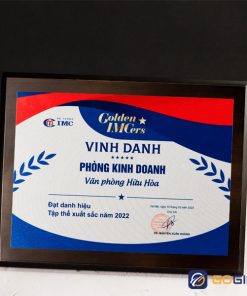 IMC
Golden
IMCers
VINH DANH
PHÒNG KINH DOANH
Văn phòng Hữu Hòa
Đạt danh hiệu
Tập thể xuất sắc năm 2022
GOGI